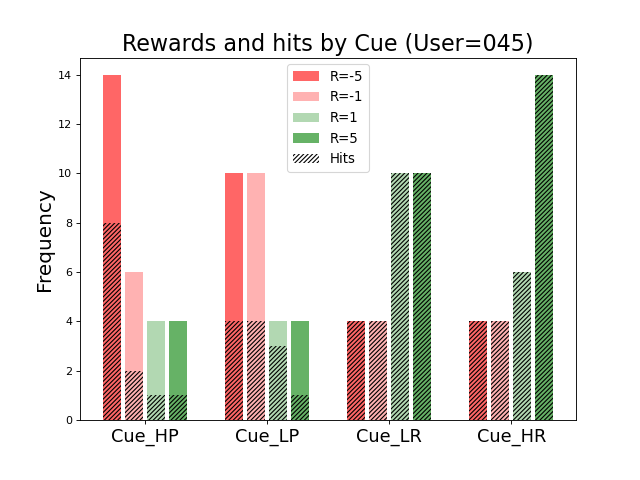 Rewards and hits by Cue (User=045)
R=-5
R=-1
R=1
R=5
Hits
Frequency
14
12
10
8
6
4
2
0
Cue_HP Cue_LP Cue_LR Cue_HR